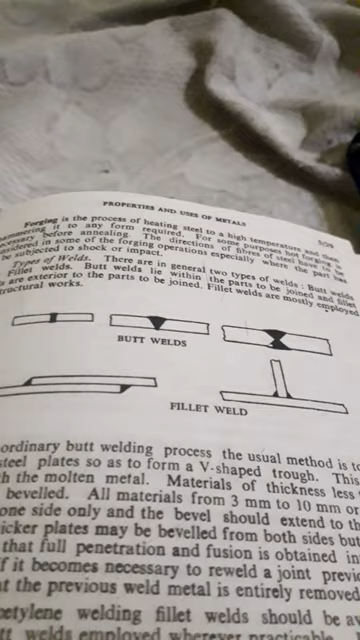 PROPERTIES AND USES OF METALS
5/29
Forging is the process of heating steel to a high temperature and then
hammering it to any form required. For some purposes hot forging is
necessary before annealing. The directions of fibres of steel have to be
considered in some of the forging operations especially where the part has
be subjected to shock or impact.
Types of Welds. There are in general two types of welds : Butt welds
Fillet welds. Butt welds lie within the parts to be joined and fillet
s are exterior to the parts to be joined. Fillet welds are mostly employed
tructural works.
BUTT WELDS
FILLET WELD
ordinary butt welding process the usual method is to
steel plates so as to form a V-shaped trough. This
h the molten metal. Materials of thickness less
bevelled. All materials from 3 mm to 10 mm or
one side only and the bevel should extend to th
icker plates may be bevelled from both sides but
that full penetration and fusion is obtained in
f it becomes necessary to reweld a joint previ
t the previous weld metal is entirely removed
cetylene welding fillet welds should be a
tt welds employed wherever practicable